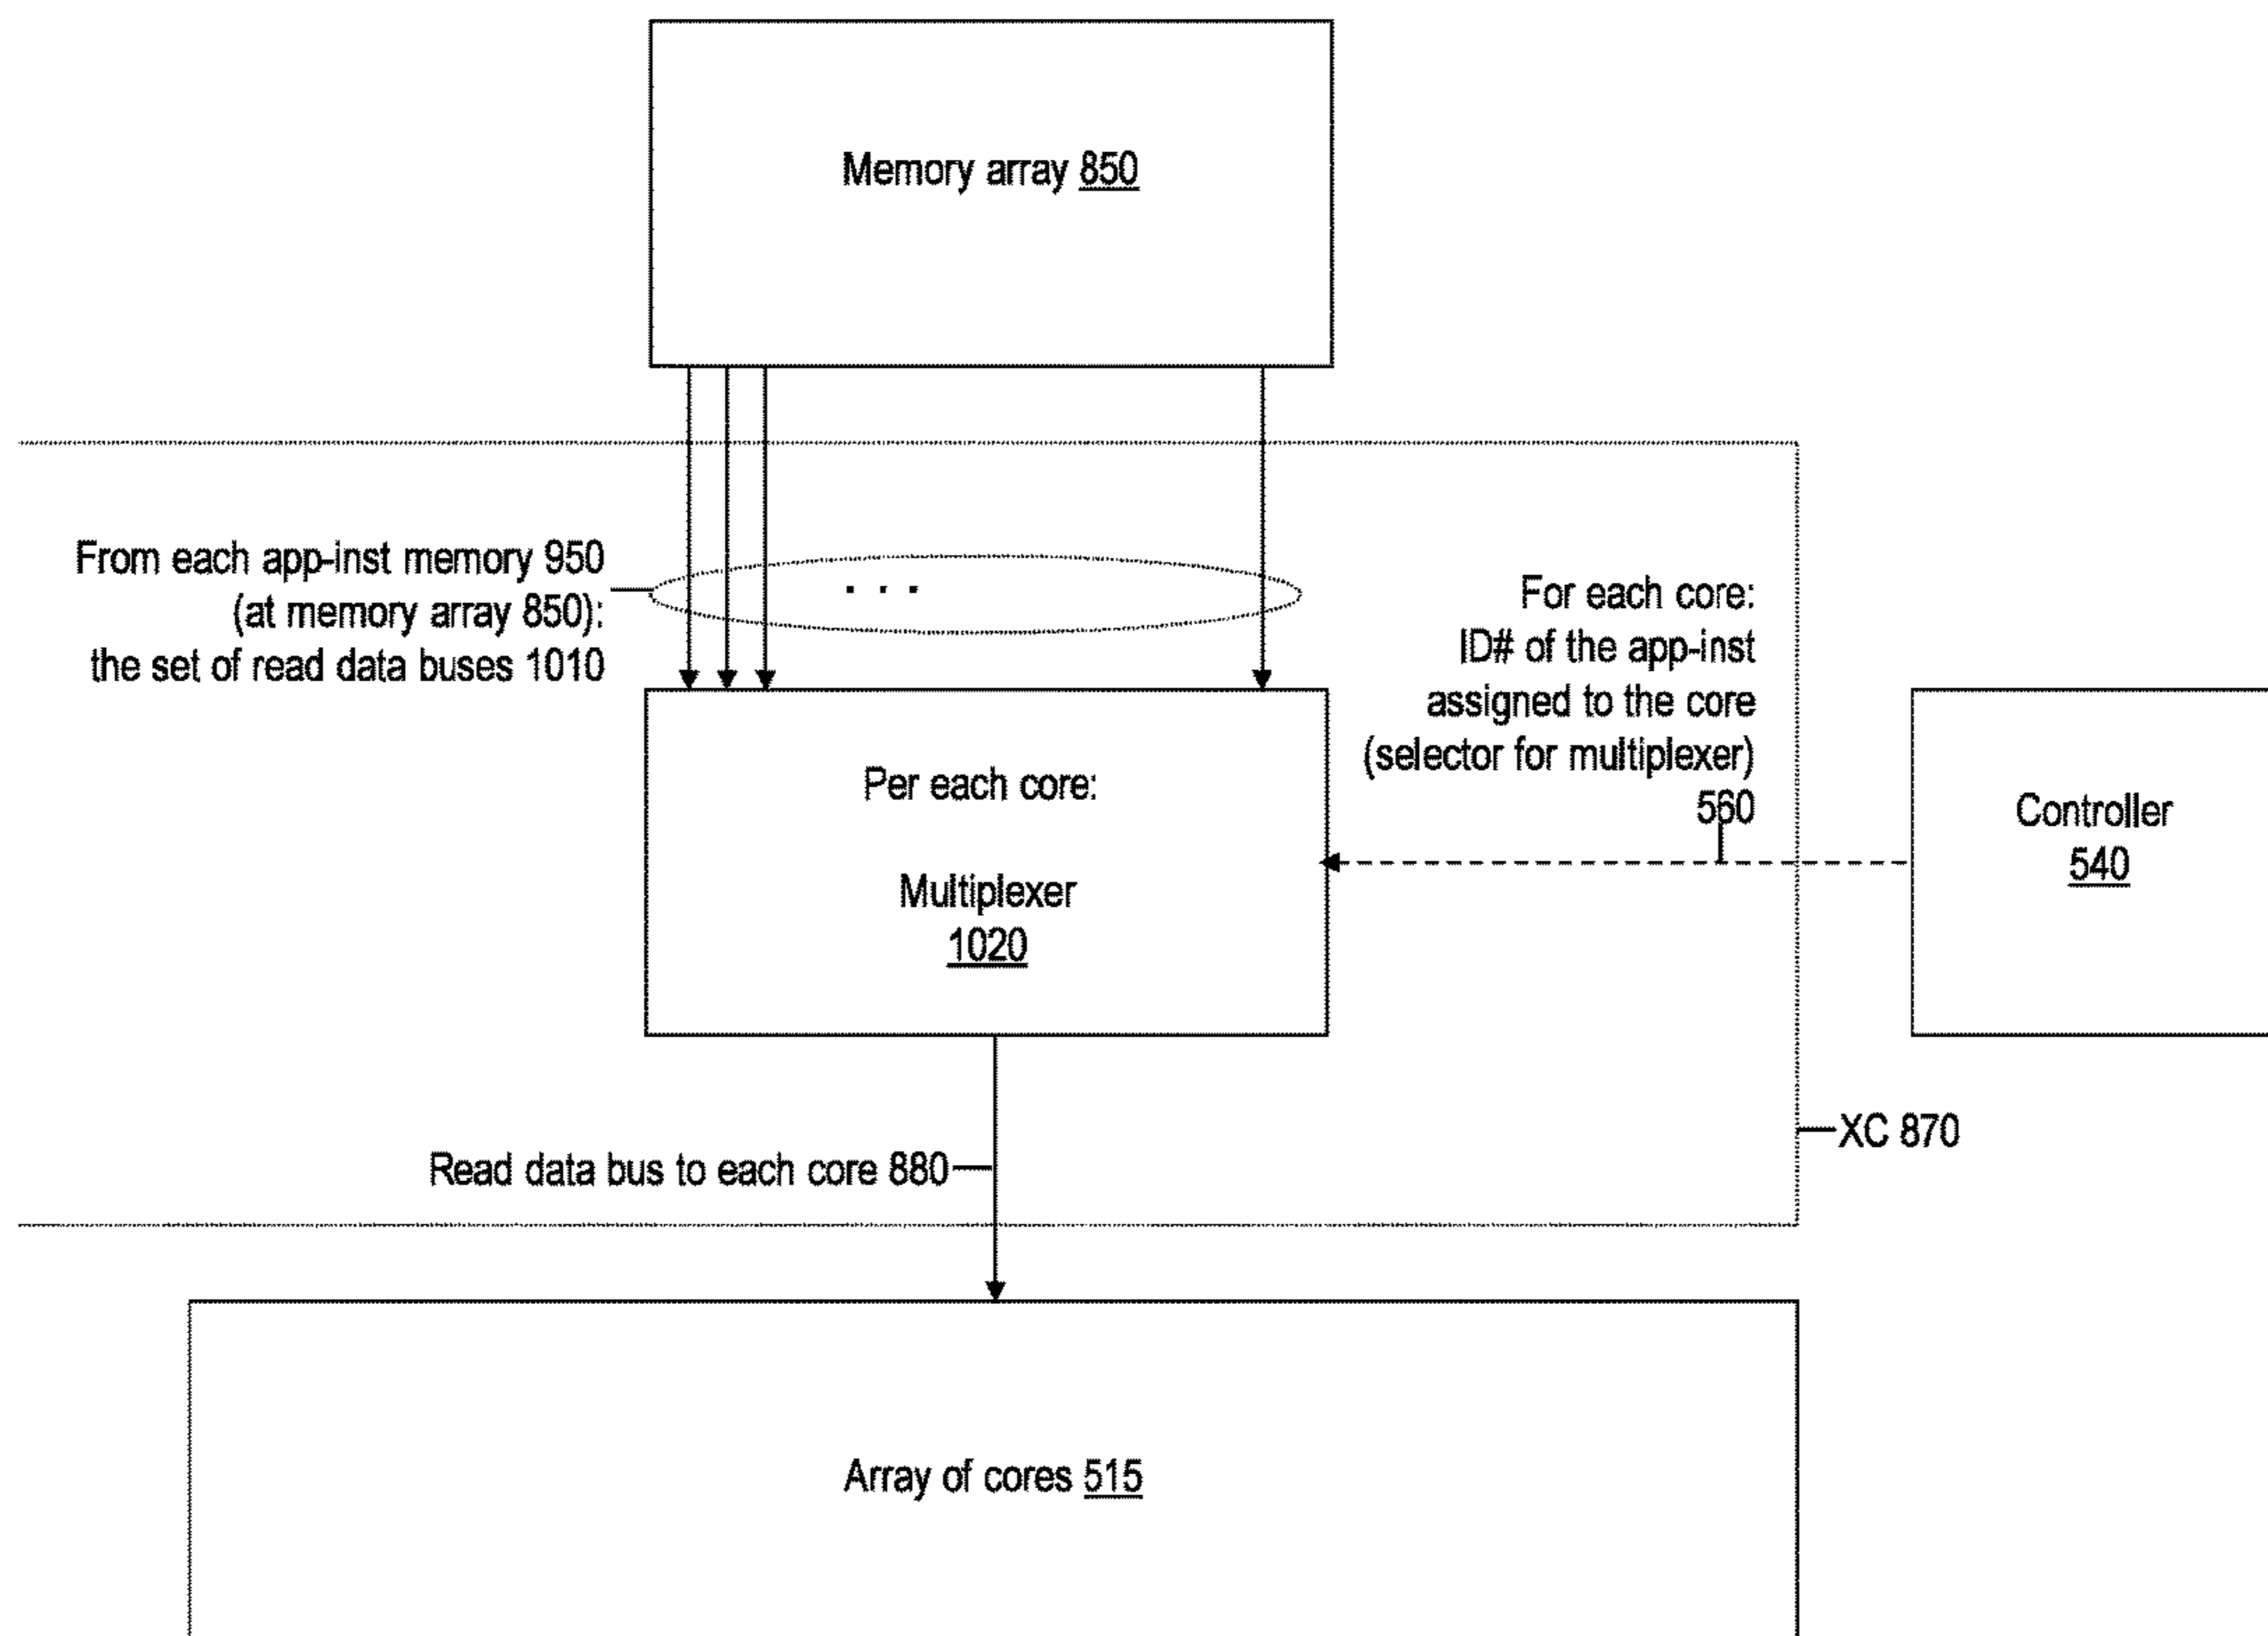 Memory array 850
From each app-inst memory 950
(at memory array 850):
the set of read data buses 1010
. . .
For each core:
ID# of the app-inst
assigned to the core
(selector for multiplexer)
560
Per each core:
Multiplexer
1020
Controller
540
XC 870
Read data bus to each core 880
Array of cores 515